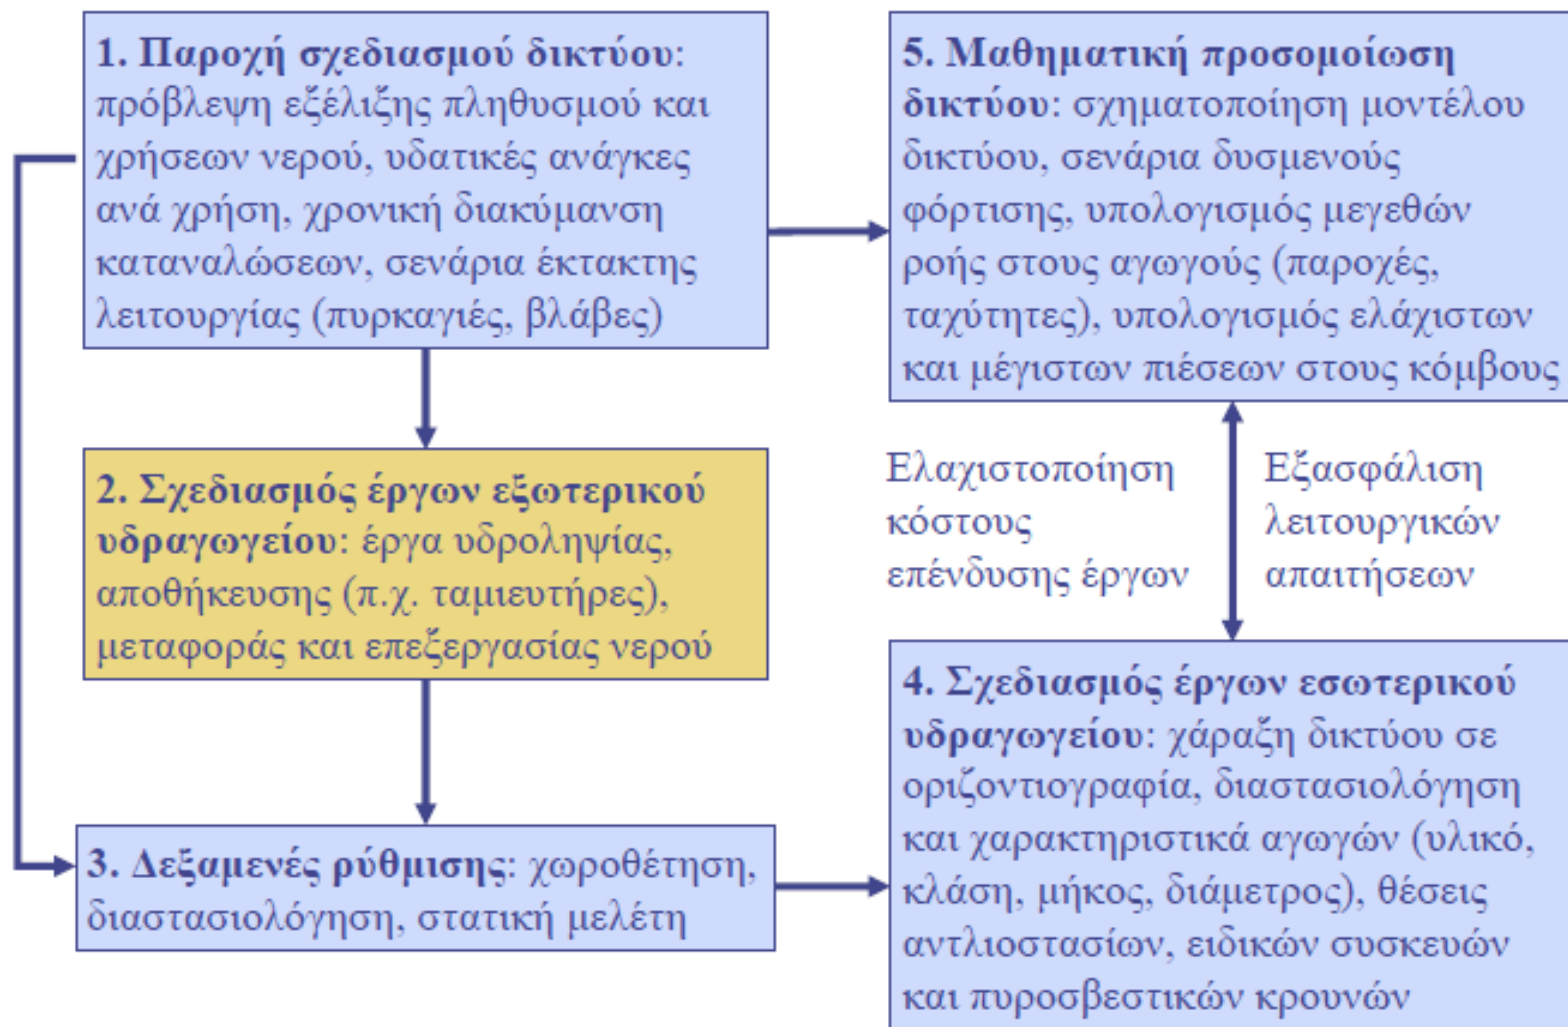 1. Παροχή σχεδιασμού δικτύου:
πρόβλεψη εξέλιξης πληθυσμού και
χρήσεων νερού, υδατικές ανάγκες
ανά χρήση, χρονική διακύμανση
καταναλώσεων, σενάρια έκτακτης
λειτουργίας (πυρκαγιές, βλάβες)
2. Σχεδιασμός έργων εξωτερικού
υδραγωγείου: έργα υδροληψίας,
αποθήκευσης (π.χ. ταμιευτήρες),
μεταφοράς και επεξεργασίας νερού
3. Δεξαμενές ρύθμισης: χωροθέτηση,
διαστασιολόγηση, στατική μελέτη
5. Μαθηματική προσομοίωση
δικτύου: σχηματοποίηση μοντέλου
δικτύου, σενάρια δυσμενούς
φόρτισης, υπολογισμός μεγεθών
ροής στους αγωγούς (παροχές,
ταχύτητες), υπολογισμός ελάχιστων
και μέγιστων πιέσεων στους κόμβους
Ελαχιστοποίηση
κόστους
επένδυσης έργων
Εξασφάλιση
λειτουργικών
απαιτήσεων
4. Σχεδιασμός έργων εσωτερικού
υδραγωγείου: χάραξη δικτύου σε
οριζοντιογραφία, διαστασιολόγηση
και χαρακτηριστικά αγωγών (υλικό,
κλάση, μήκος, διάμετρος), θέσεις
αντλιοστασίων, ειδικών συσκευών
και πυροσβεστικών κρουνών